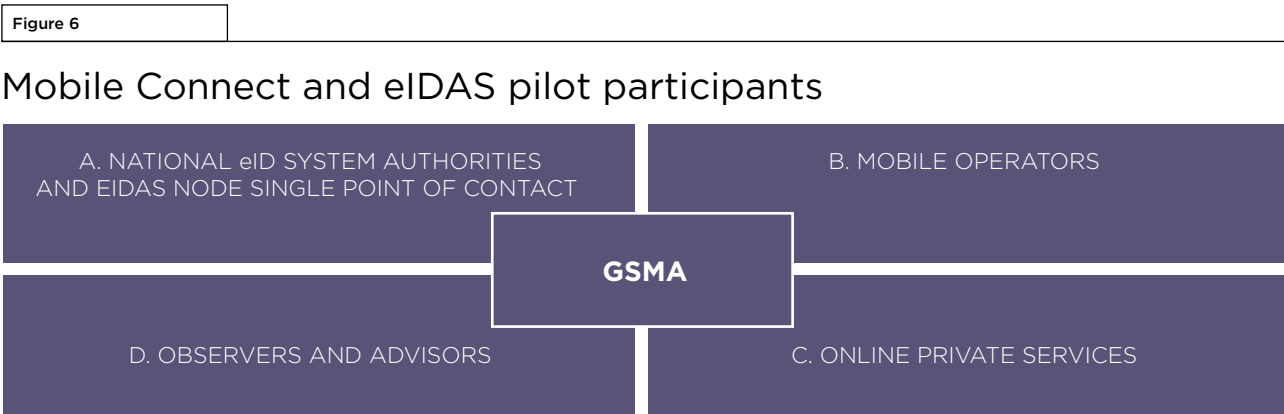 Figure 6
Mobile Connect and eIDAS pilot participants
A. NATIONAL eID SYSTEM AUTHORITIES
AND EIDAS NODE SINGLE POINT OF CONTACT
B. MOBILE OPERATORS
GSMA
D. OBSERVERS AND ADVISORS
C. ONLINE PRIVATE SERVICES